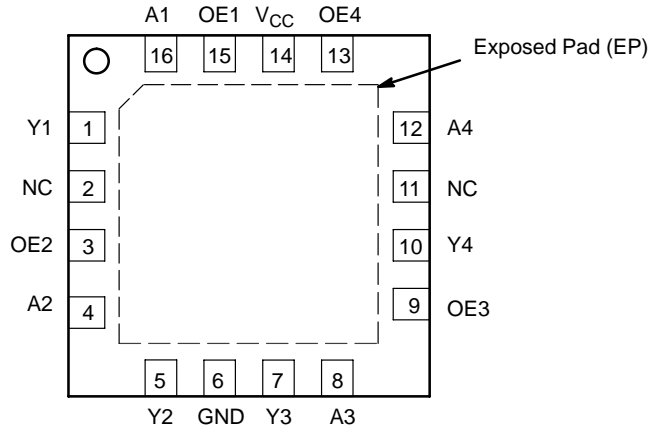 A1 OE1 VCC OE4
16 15 14 13
Exposed Pad (EP)
Y1 1 12 A4
NC 2 11 NC
OE2 3 10 Y4
A2 4 9 OE3
5 6 7 8
Y2 GND Y3 A3